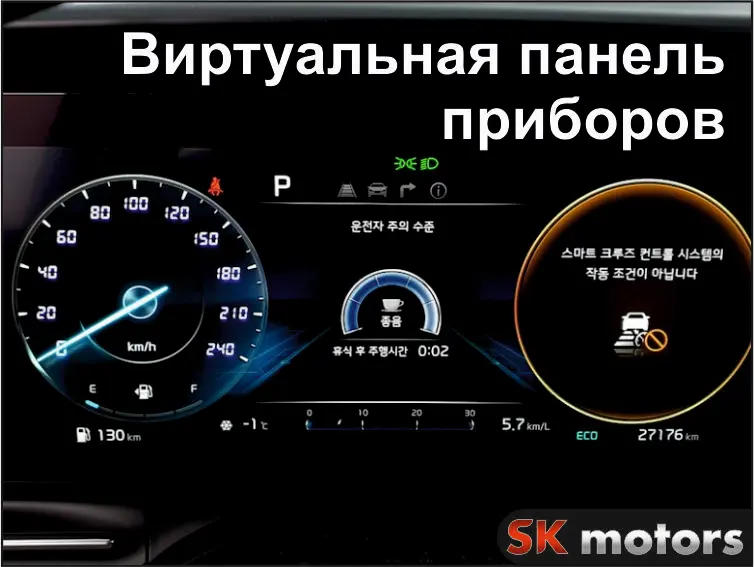 Виртуальная панель
приборов
P
운전자 주의 수준
스마트 크루즈 컨트롤 시스템의
작동 조건이 아닙니다
0
20
40
60
80
100
120
150
180
210
240
km/h
E
F
좋음
휴식 후 주행시간 0:02
130 km
-1 ℃
0 10 20 30
5.7 km/L
ECO
27176 km
SK motors